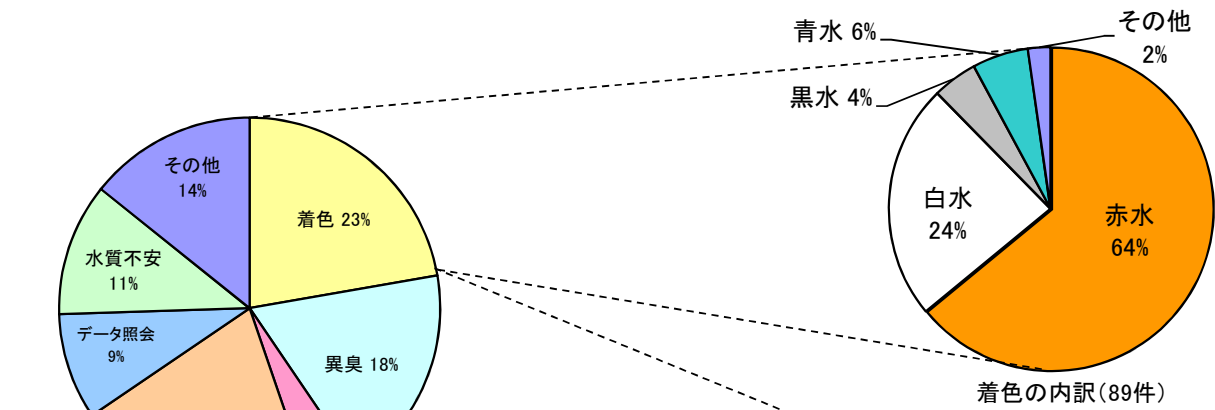 その他
14%
着色 23%
水質不安
11%
データ照会
9%
異臭 18%
青水 6%
その他
2%
黒水 4%
白水
24%
赤水
64%
着色の内訳(89件)